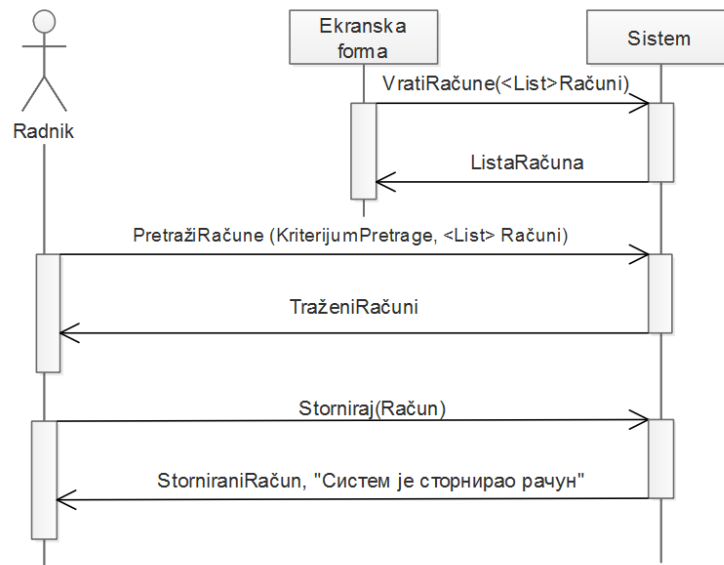 Ekranska
forma
Sistem
Radnik
VratiRačune(<List>Računi)
ListaRačuna
PretražiRačune (KriterijumPretrage, <List> Računi)
TraženiRačuni
Storniraj(Račun)
StorniraniRačun, "Систем је сторнирао рачун"